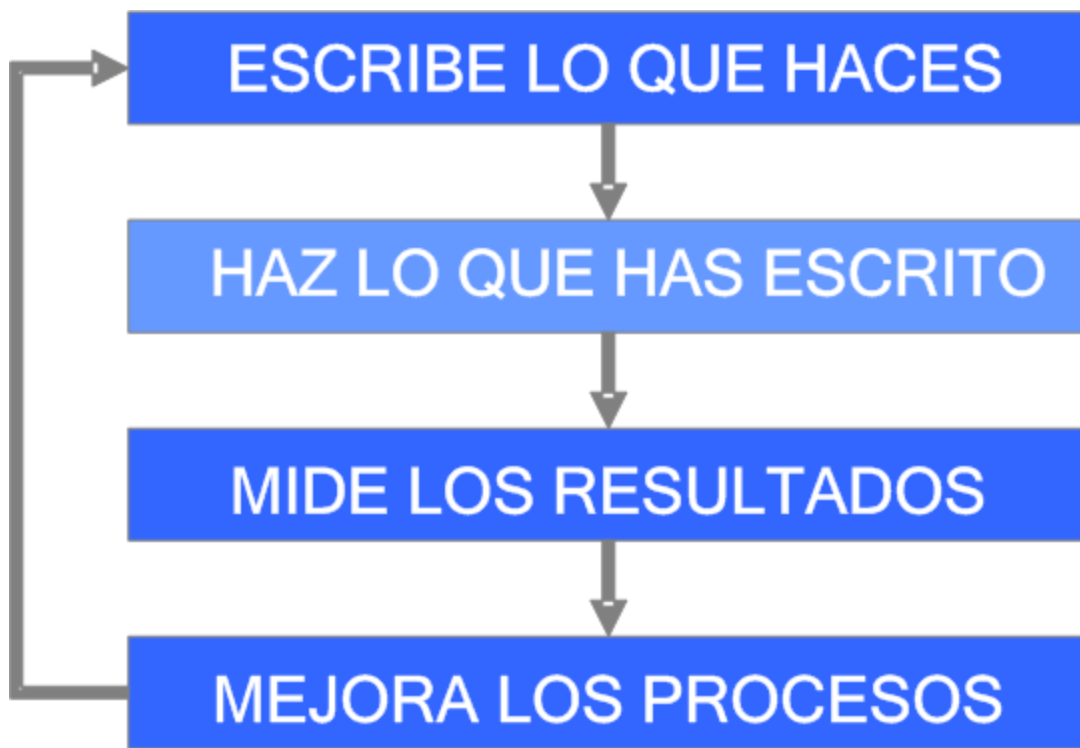 ESCRIBE LO QUE HACES
HAZ LO QUE HAS ESCRITO
MIDE LOS RESULTADOS
MEJORA LOS PROCESOS